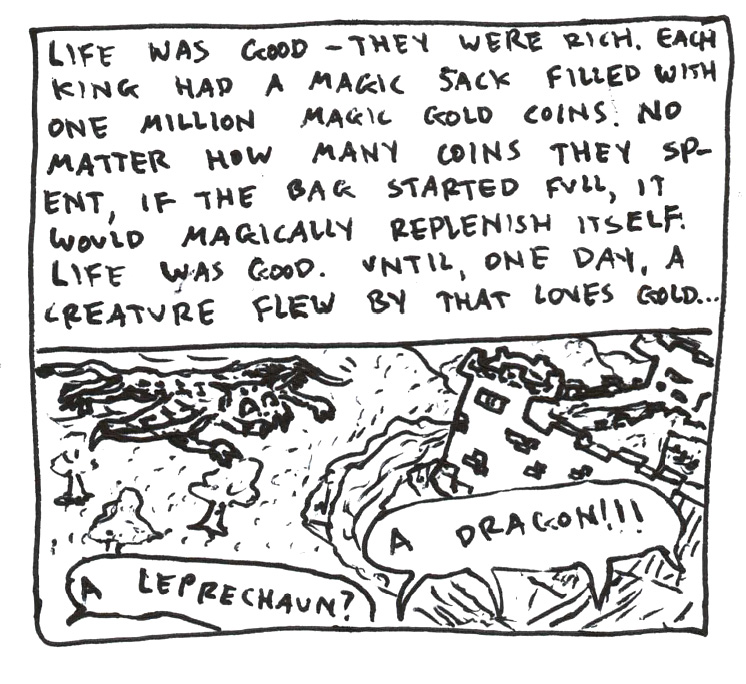 LIFE WAS GOOD - THEY WERE RICH. EACH
KING HAD A MAGIC SACK FILLED WITH
ONE MILLION MAGIC GOLD COINS. NO
MATTER HOW MANY COINS THEY SP-
ENT, IF THE BAG STARTED FULL, IT
WOULD MAGICALLY REPLENISH ITSELF.
LIFE WAS GOOD. UNTIL, ONE DAY, A
CREATURE FLEW BY THAT LOVES GOLD...
A DRAGON!!!
A LEPRECHAUN?